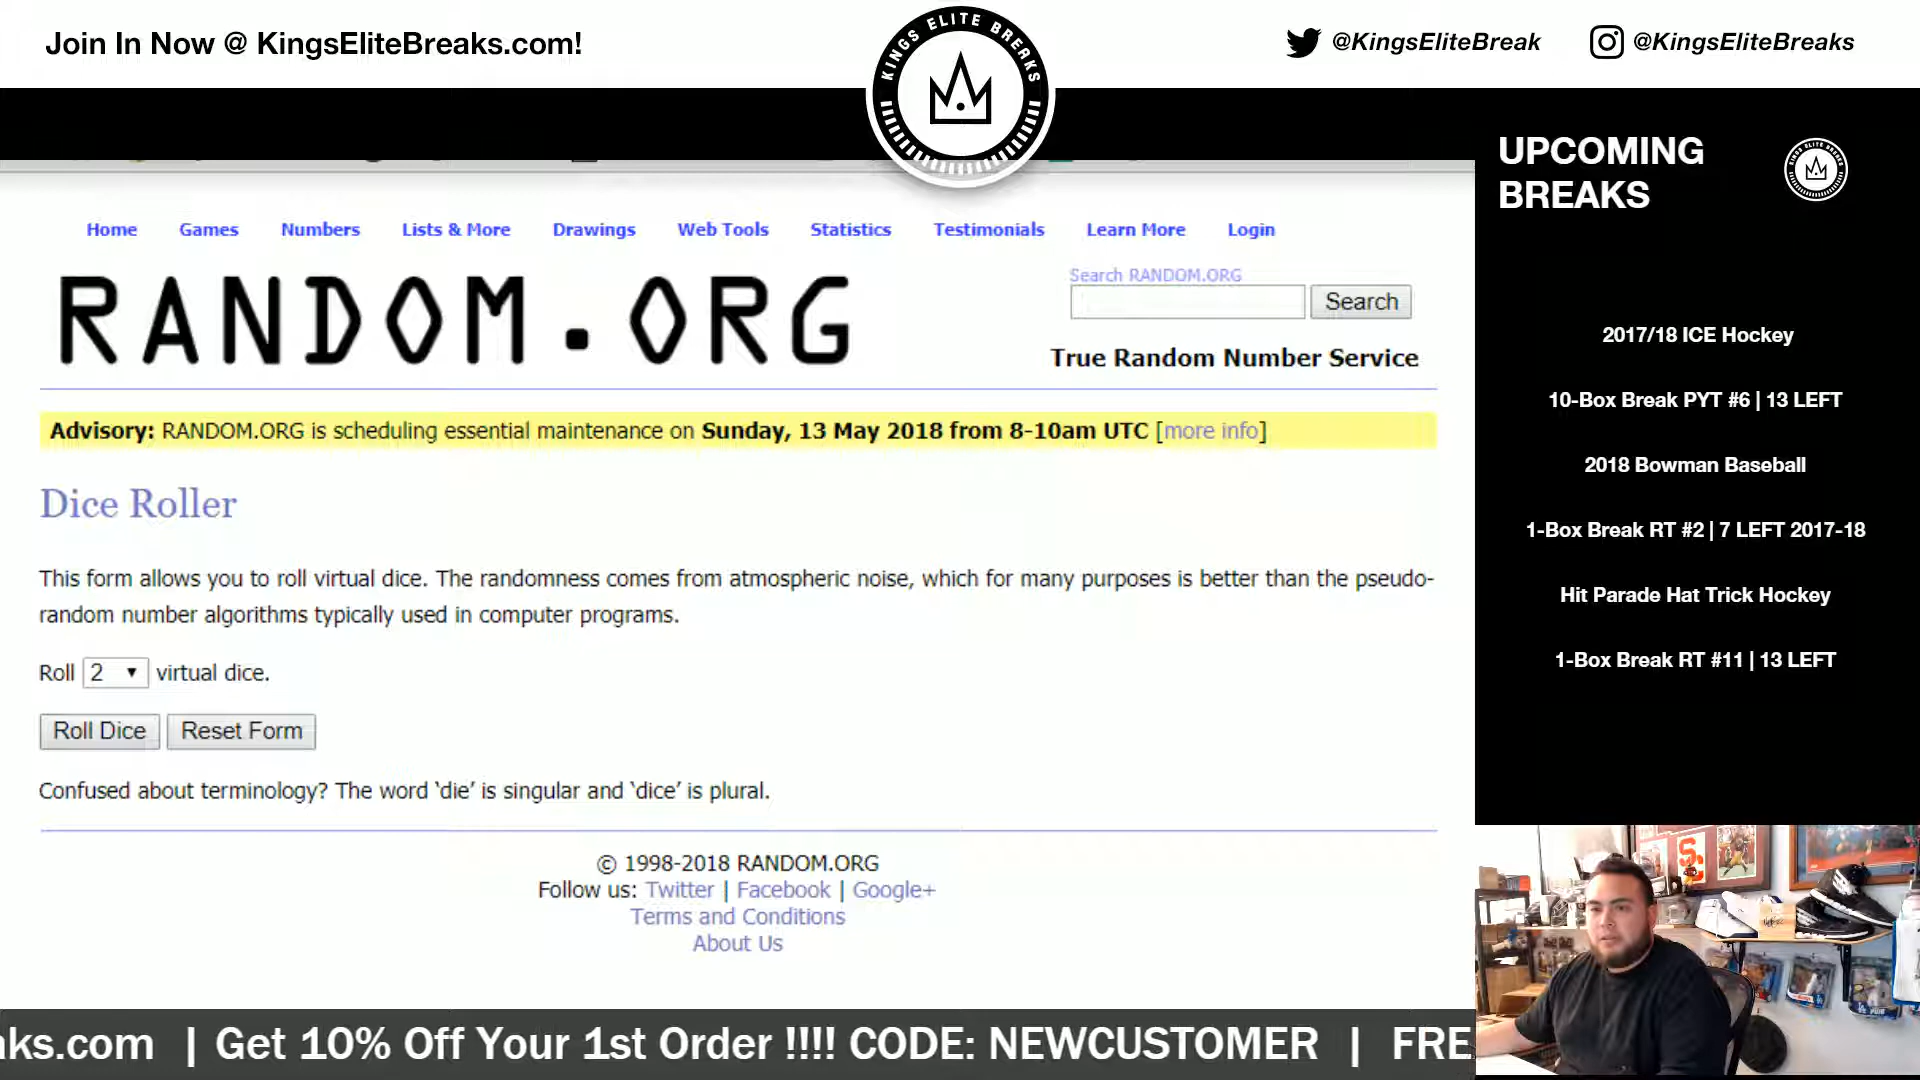 Join In Now @ KingsEliteBreaks.com!
KINGS ELITE BREAKS
@KingsEliteBreak
@KingsEliteBreaks
UPCOMING
BREAKS
KINGS ELITE BREAKS
2017/18 ICE Hockey
10-Box Break PYT #6 | 13 LEFT
2018 Bowman Baseball
1-Box Break RT #2 | 7 LEFT 2017-18
Hit Parade Hat Trick Hockey
1-Box Break RT #11 | 13 LEFT
Home Games Numbers Lists & More Drawings Web Tools Statistics Testimonials Learn More Login
RANDOM.ORG
Search RANDOM.ORG
Search
True Random Number Service
Advisory: RANDOM.ORG is scheduling essential maintenance on Sunday, 13 May 2018 from 8-10am UTC [more info]
Dice Roller
This form allows you to roll virtual dice. The randomness comes from atmospheric noise, which for many purposes is better than the pseudo-
random number algorithms typically used in computer programs.
Roll 2 virtual dice.
Roll Dice Reset Form
Confused about terminology? The word ‘die’ is singular and ‘dice’ is plural.
© 1998-2018 RANDOM.ORG
Follow us: Twitter | Facebook | Google+
Terms and Conditions
About Us
aks.com | Get 10% Off Your 1st Order !!!! CODE: NEWCUSTOMER | FRE